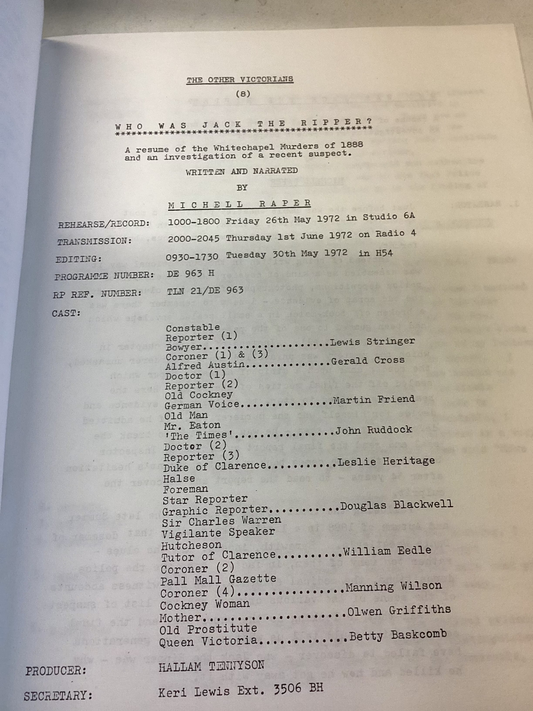 THE OTHER VICTORIANS
(8)
WHO WAS JACK THE RIPPER?
****************************************
A resume of the Whitechapel Murders of 1888
and an investigation of a recent suspect.
WRITTEN AND NARRATED
BY
MICHELL RAPER
REHEARSE/RECORD: 1000-1800 Friday 26th May 1972 in Studio 6A
TRANSMISSION: 2000-2045 Thursday 1st June 1972 on Radio 4
EDITING: 0930-1730 Tuesday 30th May 1972 in H54
PROGRAMME NUMBER: DE 963 H
RP REF. NUMBER: TLN 21/DE 963
CAST:
Constable
Reporter (1)
Bowyer.....................Lewis Stringer
Coroner (1) & (3)
Alfred Austin..............Gerald Cross
Doctor (1)
Reporter (2)
Old Cockney
German Voice...............Martin Friend
Old Man
Mr. Eaton
'The Times'................John Ruddock
Doctor (2)
Reporter (3)
Duke of Clarence...........Leslie Heritage
Halse
Foreman
Star Reporter
Graphic Reporter...........Douglas Blackwell
Sir Charles Warren
Vigilante Speaker
Hutcheson
Tutor of Clarence..........William Eedle
Coroner (2)
Pall Mall Gazette
Coroner (4)................Manning Wilson
Cockney Woman
Mother.....................Olwen Griffiths
Old Prostitute
Queen Victoria.............Betty Baskcomb
PRODUCER: HALLAM TENNYSON
SECRETARY: Keri Lewis Ext. 3506 BH